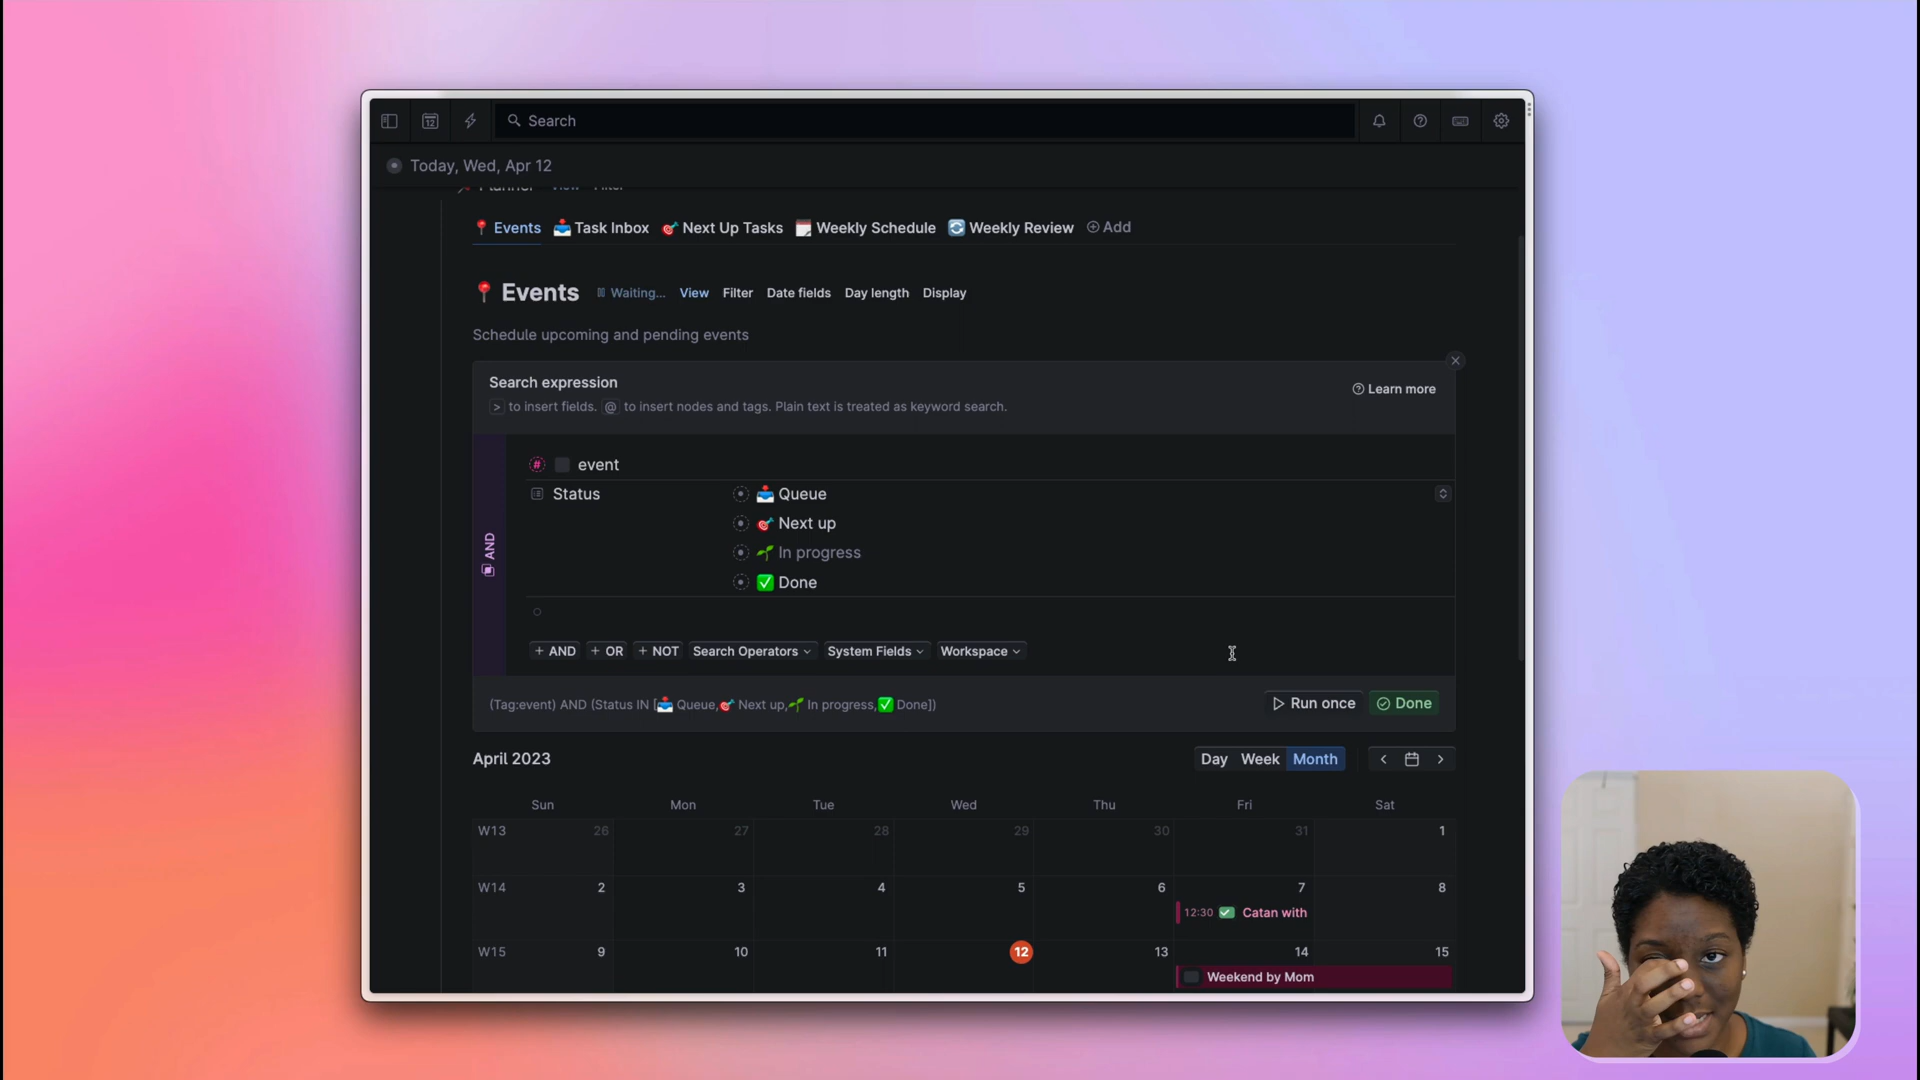 12
Search
Today, Wed, Apr 12
Planner View Filter
📍 Events 📥 Task Inbox 🎯 Next Up Tasks 🗓 Weekly Schedule 🔄 Weekly Review Add
📍 Events Waiting... View Filter Date fields Day length Display
Schedule upcoming and pending events
Search expression
Learn more
> to insert fields. @ to insert nodes and tags. Plain text is treated as keyword search.
# event
Status 📥 Queue
🎯 Next up
🌱 In progress
✅ Done
AND
+ AND + OR + NOT Search Operators System Fields Workspace
(Tag:event) AND (Status IN [📥 Queue,🎯 Next up,🌱 In progress,✅ Done])
Run once Done
April 2023 Day Week Month
Sun Mon Tue Wed Thu Fri Sat
W13 26 27 28 29 30 31 1
W14 2 3 4 5 6 7 8
12:30 Catan with
W15 9 10 11 12 13 14 15
Weekend by Mom